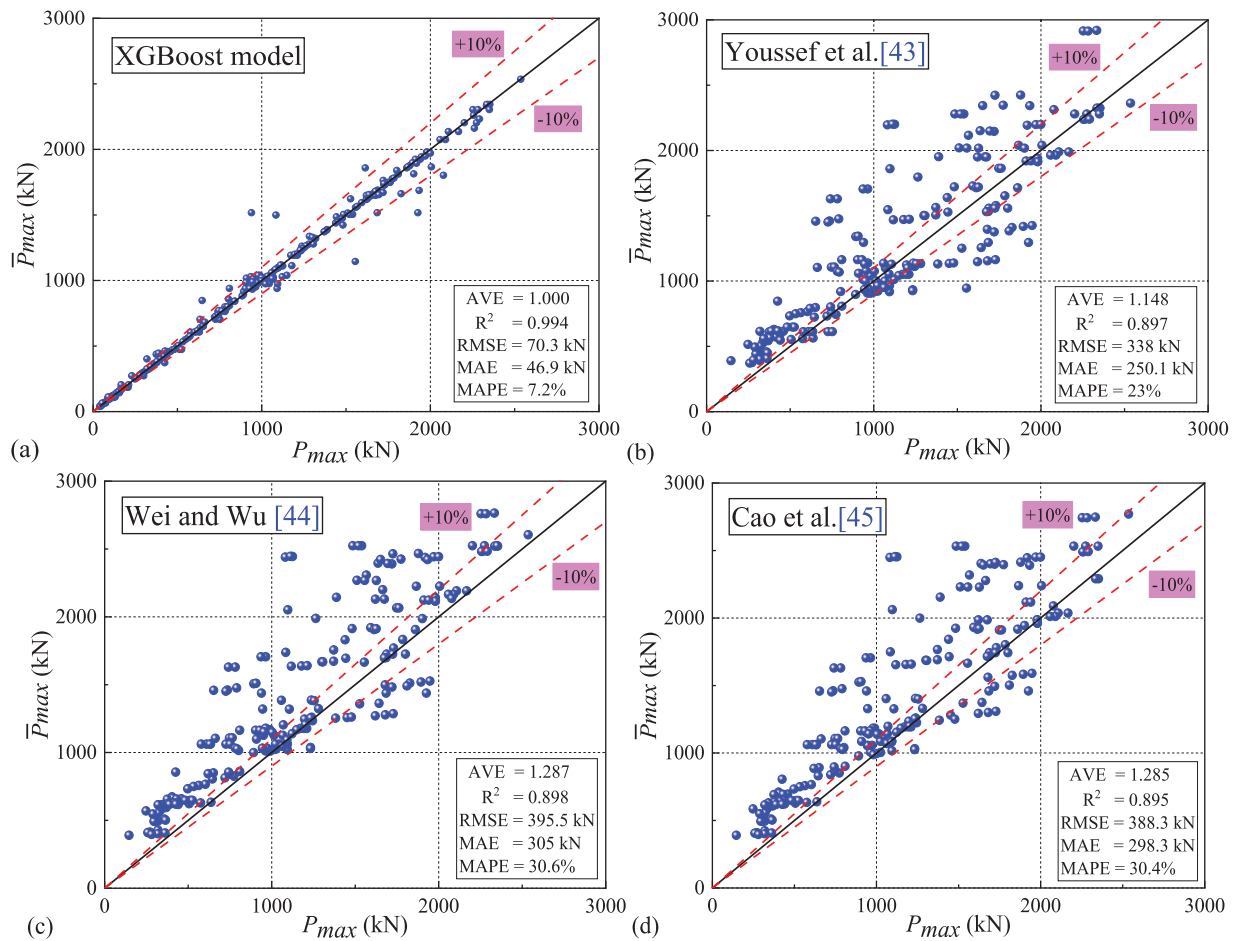 3000
2000
1000
0
0
1000
2000
3000
P̅max (kN)
Pmax (kN)
XGBoost model
+10%
-10%
AVE = 1.000
R² = 0.994
RMSE = 70.3 kN
MAE = 46.9 kN
MAPE = 7.2%
(a)
3000
2000
1000
0
0
1000
2000
3000
P̅max (kN)
Pmax (kN)
Youssef et al.[43]
+10%
-10%
AVE = 1.148
R² = 0.897
RMSE = 338 kN
MAE = 250.1 kN
MAPE = 23%
(b)
3000
2000
1000
0
0
1000
2000
3000
P̅max (kN)
Pmax (kN)
Wei and Wu [44]
+10%
-10%
AVE = 1.287
R² = 0.898
RMSE = 395.5 kN
MAE = 305 kN
MAPE = 30.6%
(c)
3000
2000
1000
0
0
1000
2000
3000
P̅max (kN)
Pmax (kN)
Cao et al.[45]
+10%
-10%
AVE = 1.285
R² = 0.895
RMSE = 388.3 kN
MAE = 298.3 kN
MAPE = 30.4%
(d)